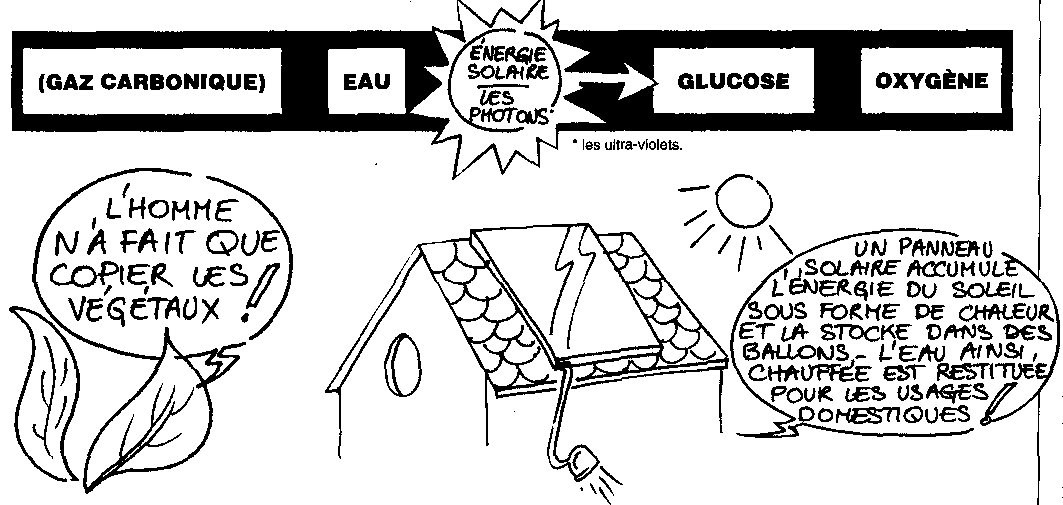 (GAZ CARBONIQUE) EAU ÉNERGIE SOLAIRE LES PHOTONS* GLUCOSE OXYGÈNE
* les ultra-violets.
L'HOMME
N'A FAIT QUE
COPIER LES
VÉGÉTAUX !
UN PANNEAU
SOLAIRE ACCUMULE
L'ÉNERGIE DU SOLEIL
SOUS FORME DE CHALEUR
ET LA STOCKE DANS DES
BALLONS.- L'EAU AINSI,
CHAUFFÉE EST RESTITUÉE
POUR LES USAGES
DOMESTIQUES !